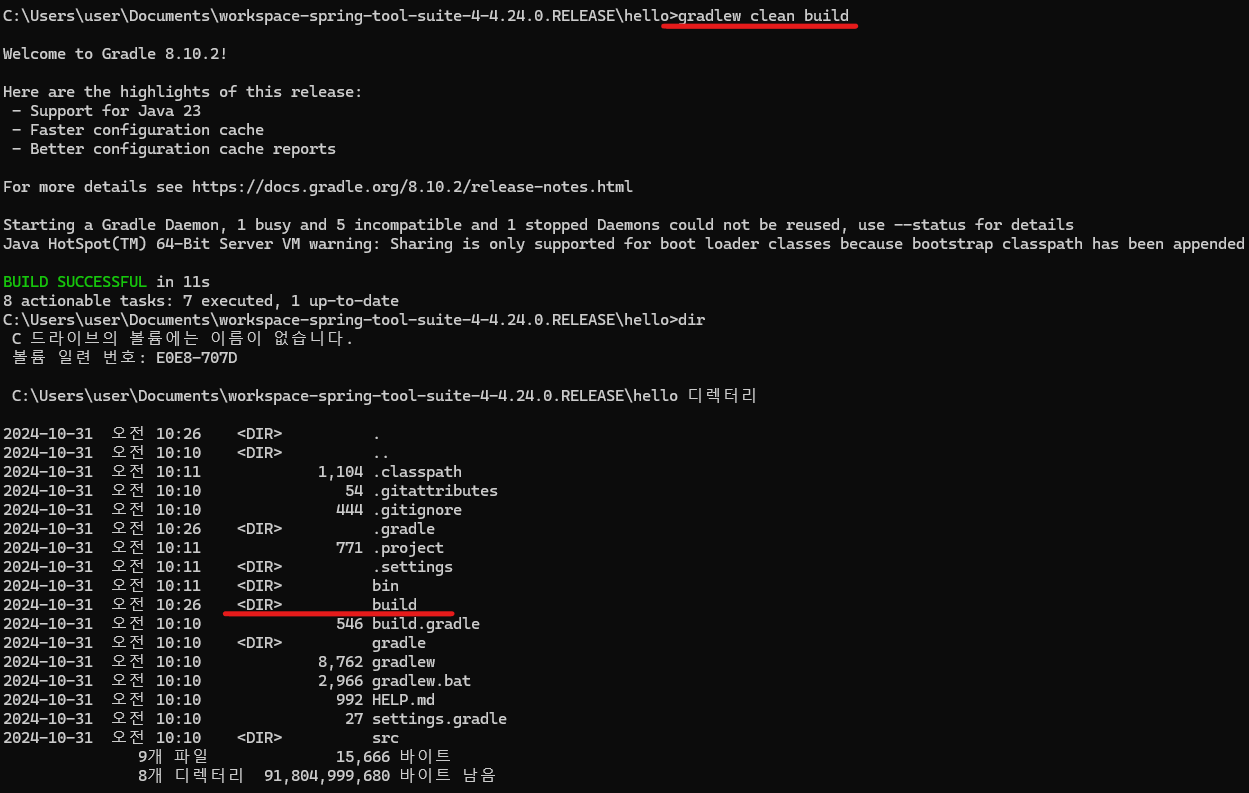 C:\Users\user\Documents\workspace-spring-tool-suite-4-4.24.0.RELEASE\hello>gradlew clean build
Welcome to Gradle 8.10.2!
Here are the highlights of this release:
- Support for Java 23
- Faster configuration cache
- Better configuration cache reports
For more details see https://docs.gradle.org/8.10.2/release-notes.html
Starting a Gradle Daemon, 1 busy and 5 incompatible and 1 stopped Daemons could not be reused, use --status for details
Java HotSpot(TM) 64-Bit Server VM warning: Sharing is only supported for boot loader classes because bootstrap classpath has been appended
BUILD SUCCESSFUL in 11s
8 actionable tasks: 7 executed, 1 up-to-date
C:\Users\user\Documents\workspace-spring-tool-suite-4-4.24.0.RELEASE\hello>dir
C 드라이브의 볼륨에는 이름이 없습니다.
볼륨 일련 번호: E0E8-707D
C:\Users\user\Documents\workspace-spring-tool-suite-4-4.24.0.RELEASE\hello 디렉터리
2024-10-31 오전 10:26 <DIR> .
2024-10-31 오전 10:10 <DIR> ..
2024-10-31 오전 10:11 1,104 .classpath
2024-10-31 오전 10:10 54 .gitattributes
2024-10-31 오전 10:10 444 .gitignore
2024-10-31 오전 10:26 <DIR> .gradle
2024-10-31 오전 10:11 771 .project
2024-10-31 오전 10:11 <DIR> .settings
2024-10-31 오전 10:11 <DIR> bin
2024-10-31 오전 10:26 <DIR> build
2024-10-31 오전 10:10 546 build.gradle
2024-10-31 오전 10:10 <DIR> gradle
2024-10-31 오전 10:10 8,762 gradlew
2024-10-31 오전 10:10 2,966 gradlew.bat
2024-10-31 오전 10:10 992 HELP.md
2024-10-31 오전 10:10 27 settings.gradle
2024-10-31 오전 10:10 <DIR> src
9개 파일 15,666 바이트
8개 디렉터리 91,804,999,680 바이트 남음